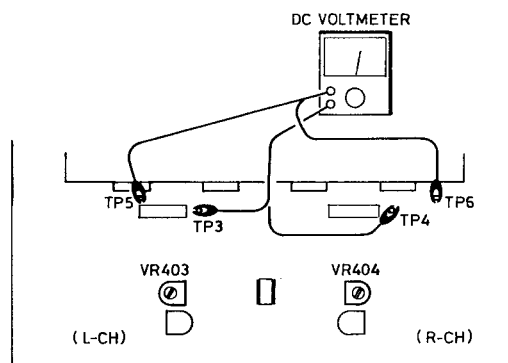 DC VOLTMETER
TP5
TP3
TP4
TP6
VR403
VR404
(L-CH)
(R-CH)